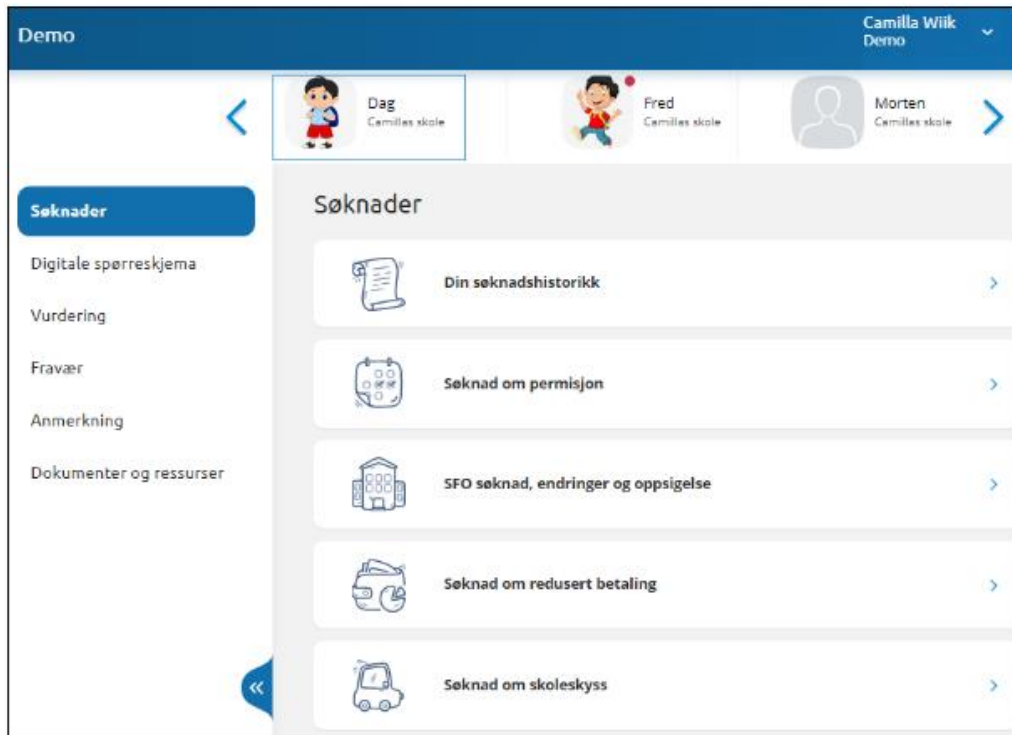 Demo
Camilla Wiik
Demo
Dag
Camillas skole
Fred
Camilles skole
Morten
Camilles skole
Søknader
Digitale spørreskjema
Vurdering
Fravær
Anmerkning
Dokumenter og ressurser
Søknader
Din søknadshistorikk
Søknad om permisjon
SFO søknad, endringer og oppsigelse
Søknad om redusert betaling
Søknad om skoleskyss